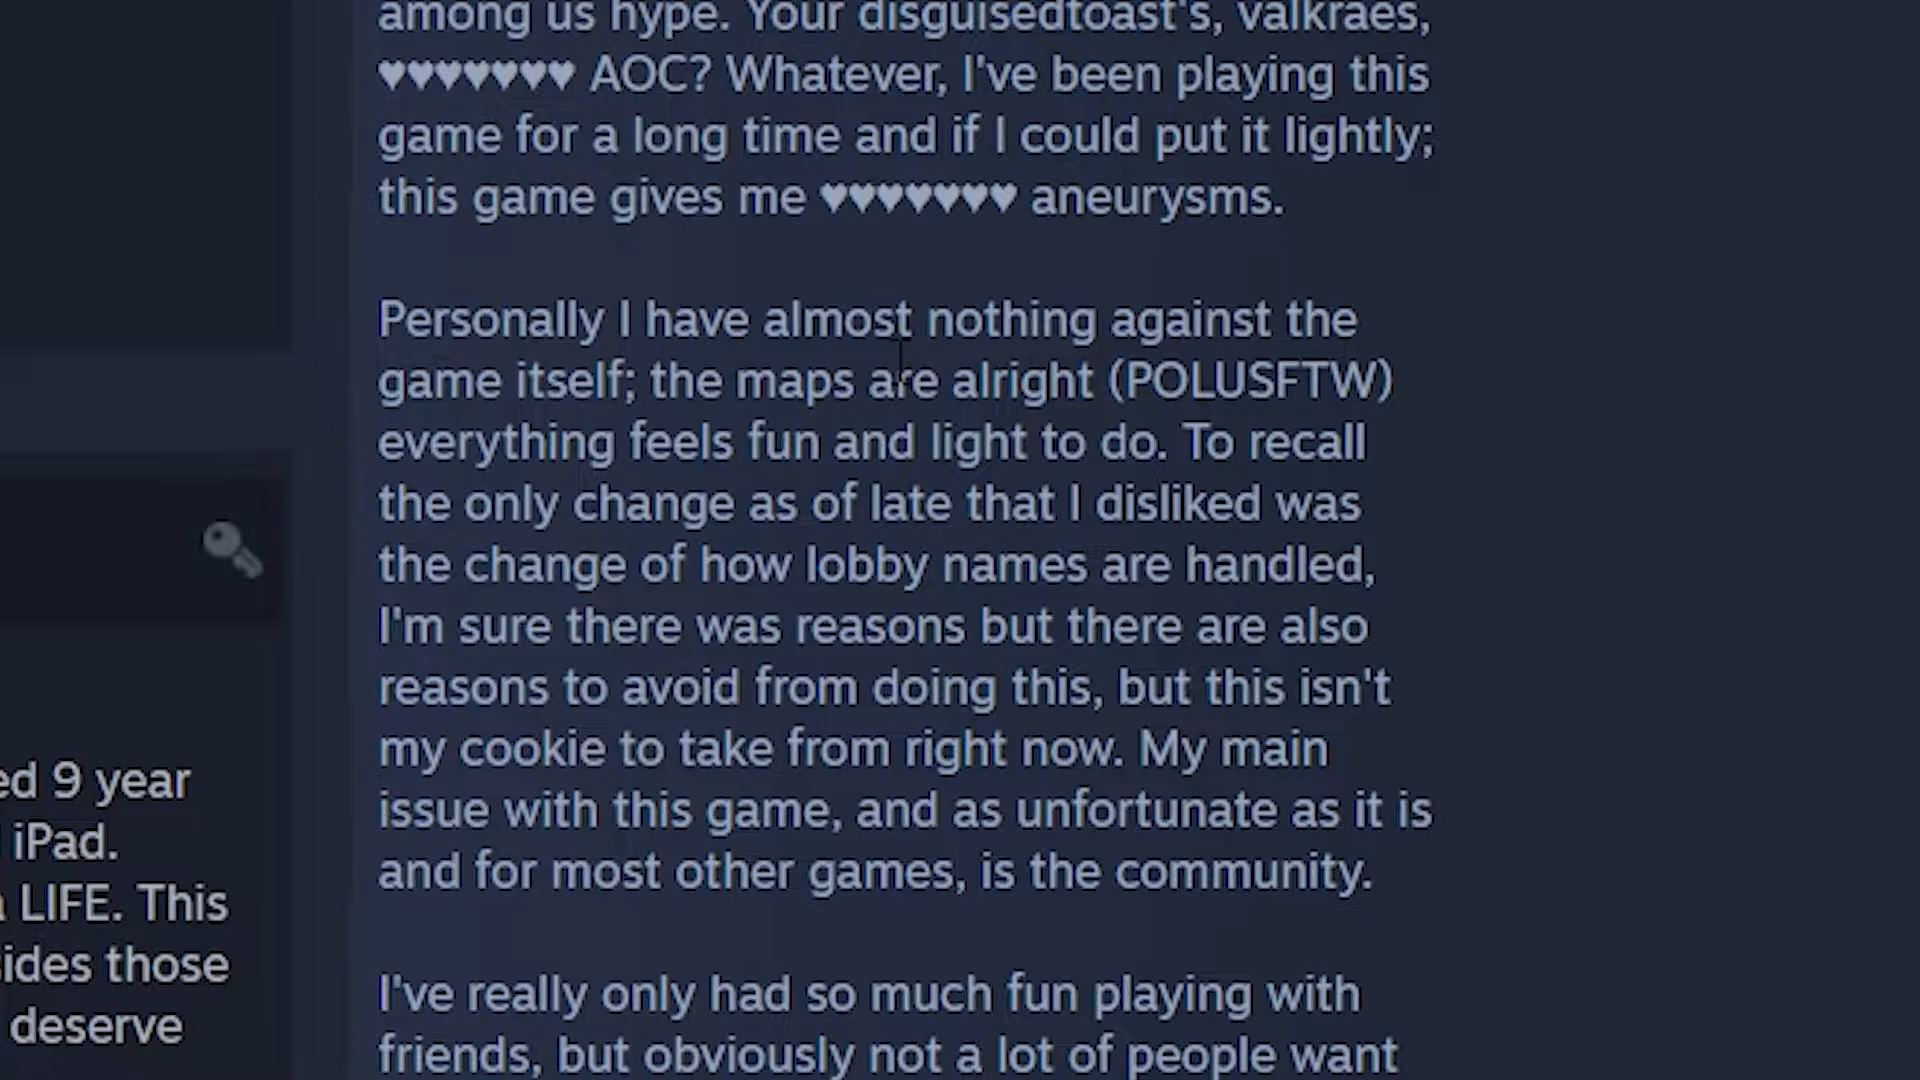 among us hype. Your disguisedtoast's, valkraes,
♥♥♥♥♥♥♥ AOC? Whatever, I've been playing this
game for a long time and if I could put it lightly;
this game gives me ♥♥♥♥♥♥♥ aneurysms.
Personally I have almost nothing against the
game itself; the maps are alright (POLUSFTW)
everything feels fun and light to do. To recall
the only change as of late that I disliked was
the change of how lobby names are handled,
I'm sure there was reasons but there are also
reasons to avoid from doing this, but this isn't
my cookie to take from right now. My main
issue with this game, and as unfortunate as it is
and for most other games, is the community.
I've really only had so much fun playing with
friends, but obviously not a lot of people want
ed 9 year
iPad.
LIFE. This
sides those
deserve